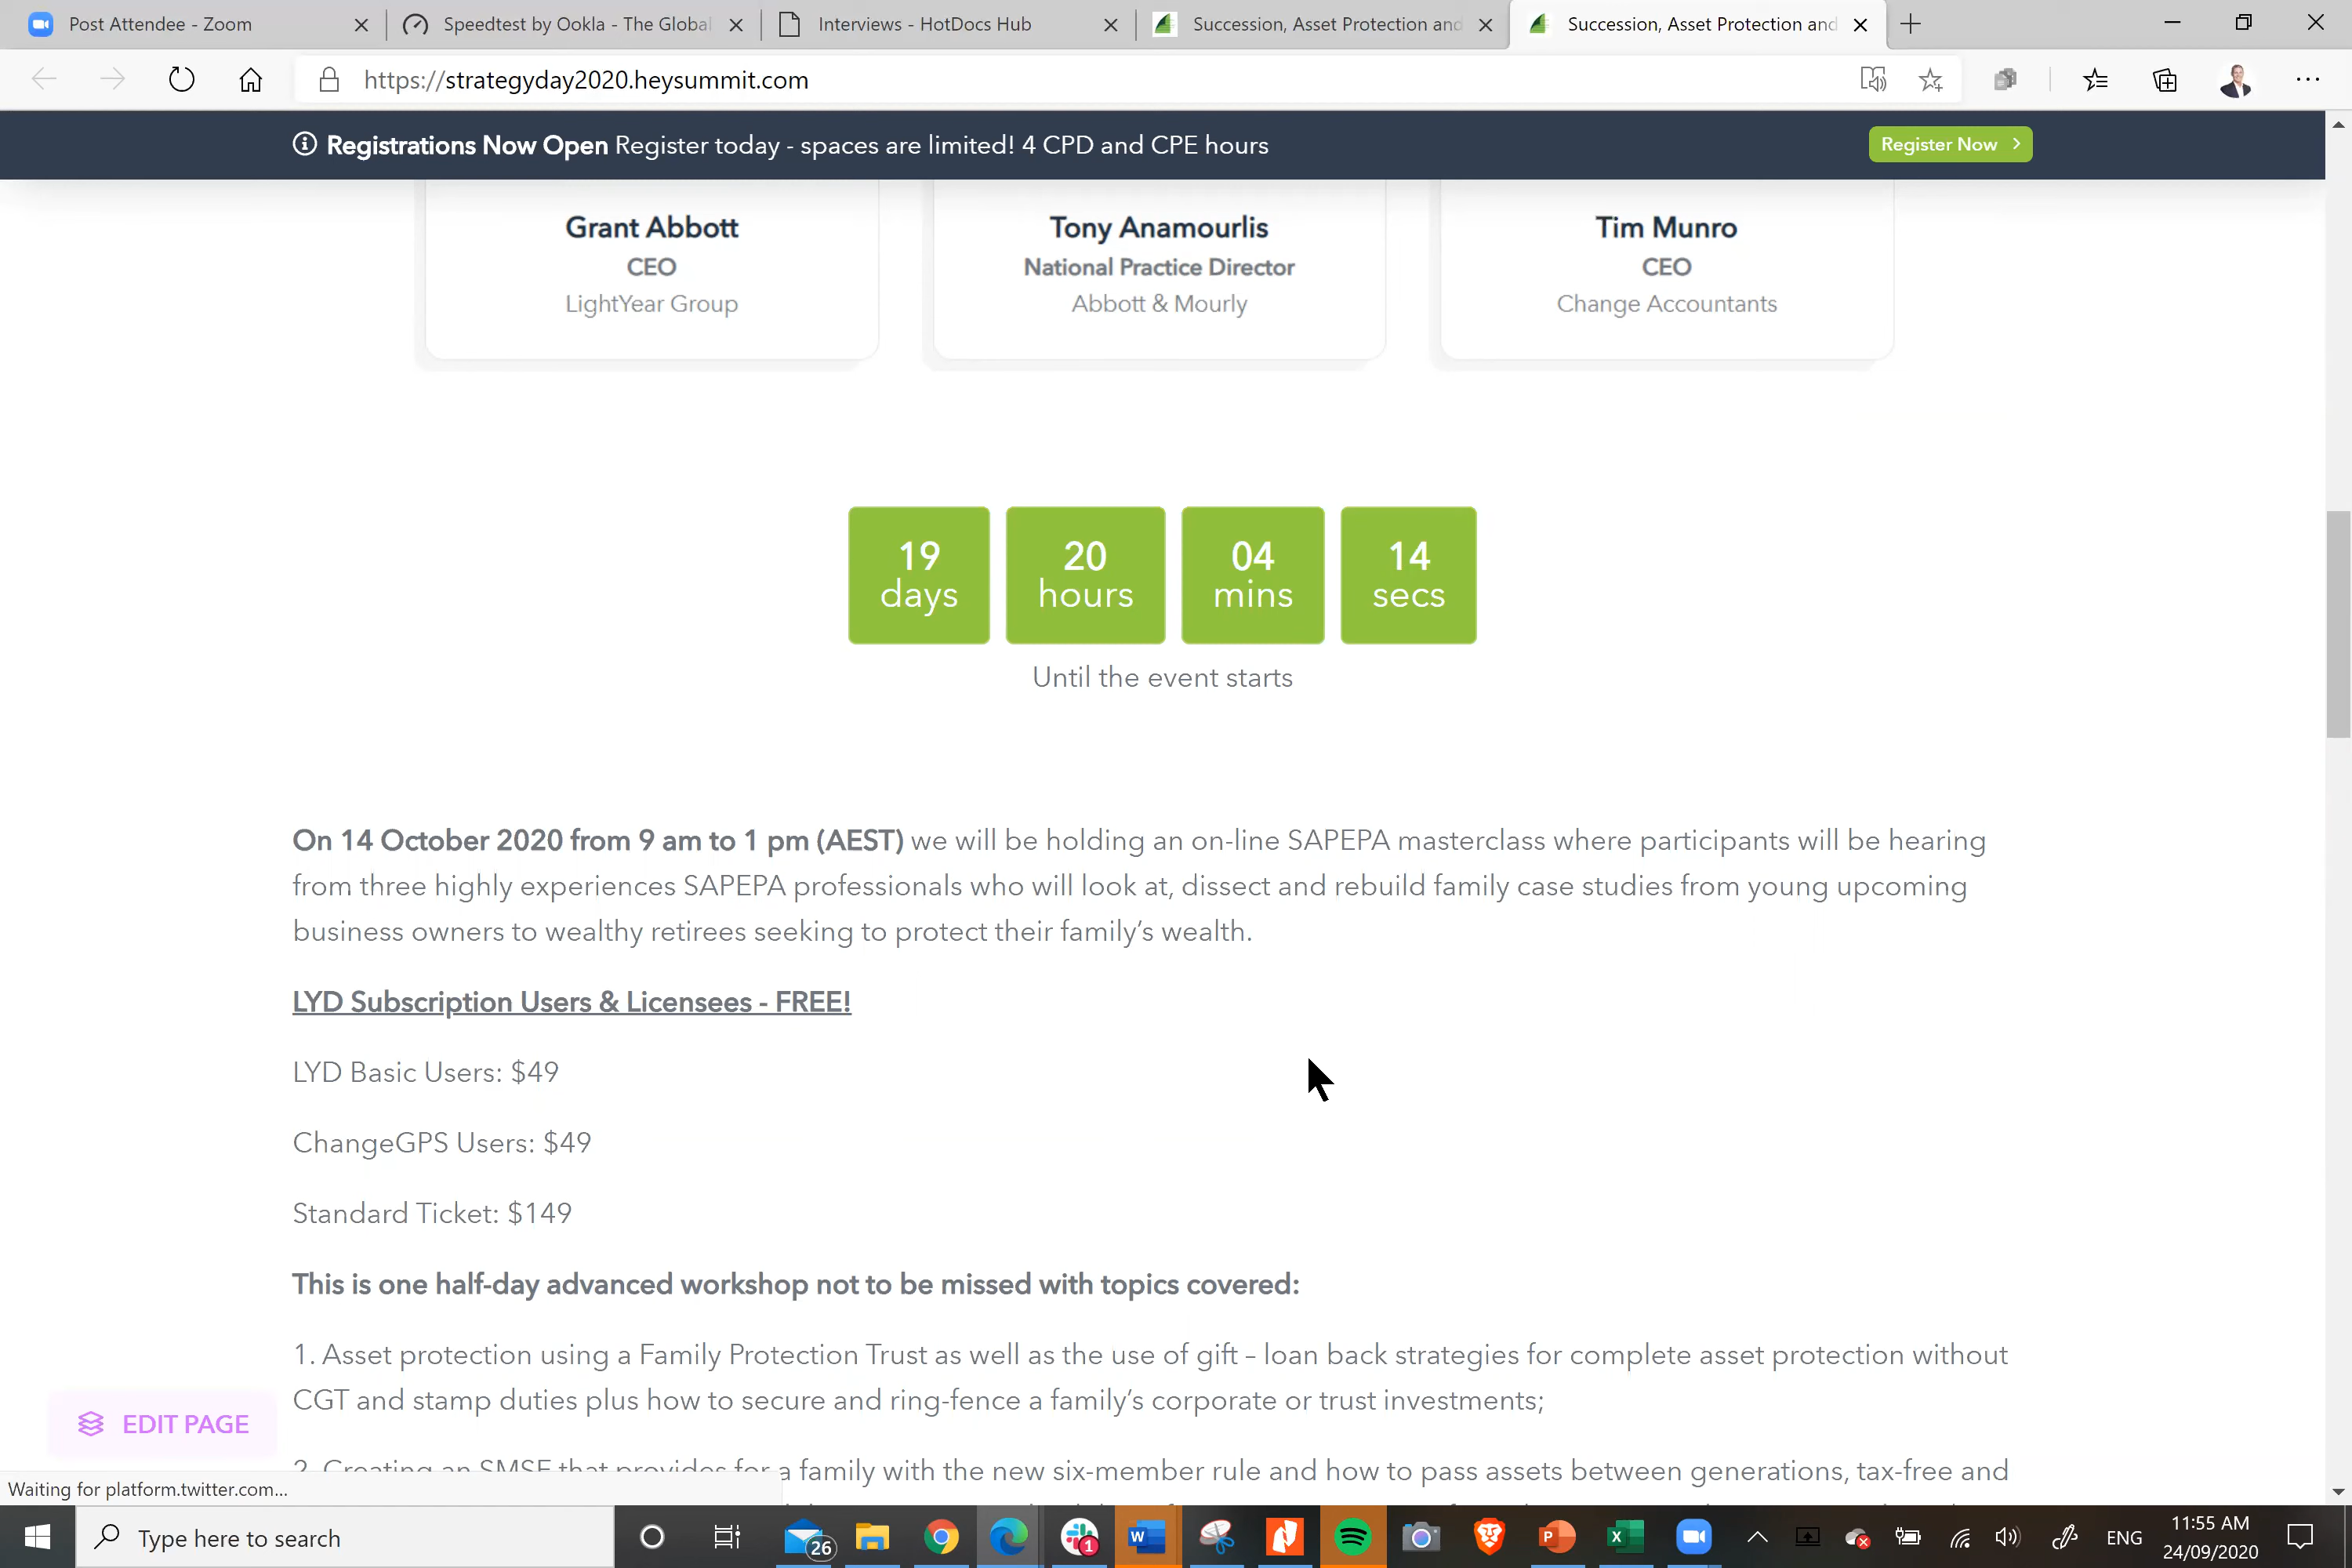 Post Attendee - Zoom
Speedtest by Ookla - The Global
Interviews - HotDocs Hub
Succession, Asset Protection and
Succession, Asset Protection and
https://strategyday2020.heysummit.com
Registrations Now Open Register today - spaces are limited! 4 CPD and CPE hours
Register Now
Grant Abbott
CEO
LightYear Group
Tony Anamourlis
National Practice Director
Abbott & Mourly
Tim Munro
CEO
Change Accountants
19 days
20 hours
04 mins
14 secs
Until the event starts
On 14 October 2020 from 9 am to 1 pm (AEST) we will be holding an on-line SAPEPA masterclass where participants will be hearing
from three highly experiences SAPEPA professionals who will look at, dissect and rebuild family case studies from young upcoming
business owners to wealthy retirees seeking to protect their family's wealth.
LYD Subscription Users & Licensees - FREE!
LYD Basic Users: $49
ChangeGPS Users: $49
Standard Ticket: $149
This is one half-day advanced workshop not to be missed with topics covered:
1. Asset protection using a Family Protection Trust as well as the use of gift – loan back strategies for complete asset protection without
CGT and stamp duties plus how to secure and ring-fence a family's corporate or trust investments;
2. Creating an SMSF that provides for a family with the new six-member rule and how to pass assets between generations, tax-free and
EDIT PAGE
Waiting for platform.twitter.com...
Type here to search
26
1
ENG
11:55 AM
24/09/2020